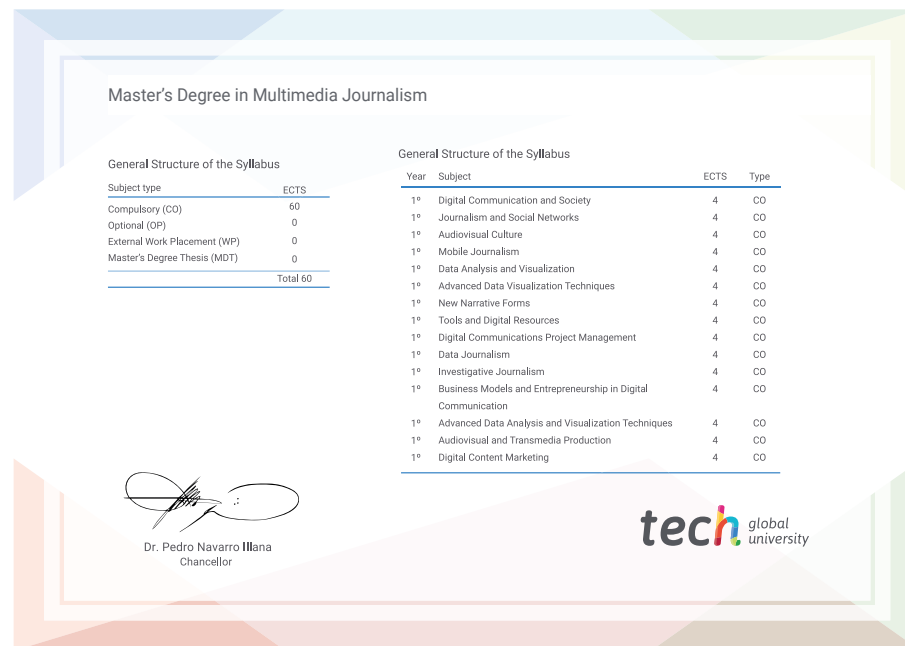 Master's Degree in Multimedia Journalism
General Structure of the Syllabus
Subject type ECTS
Compulsory (CO) 60
Optional (OP) 0
External Work Placement (WP) 0
Master's Degree Thesis (MDT) 0
Total 60
General Structure of the Syllabus
Year Subject ECTS Type
1º Digital Communication and Society 4 CO
1º Journalism and Social Networks 4 CO
1º Audiovisual Culture 4 CO
1º Mobile Journalism 4 CO
1º Data Analysis and Visualization 4 CO
1º Advanced Data Visualization Techniques 4 CO
1º New Narrative Forms 4 CO
1º Tools and Digital Resources 4 CO
1º Digital Communications Project Management 4 CO
1º Data Journalism 4 CO
1º Investigative Journalism 4 CO
1º Business Models and Entrepreneurship in Digital 4 CO
Communication
1º Advanced Data Analysis and Visualization Techniques 4 CO
1º Audiovisual and Transmedia Production 4 CO
1º Digital Content Marketing 4 CO
Dr. Pedro Navarro Illana
Chancellor
tech global
university